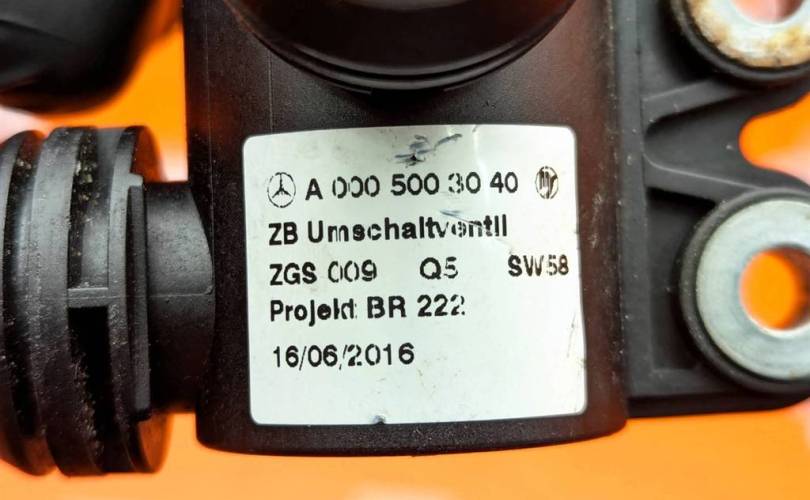 A 000 500 30 40
ZB Umschaltventil
ZGS 009 Q5 SW58
Projekt: BR 222
16/06/2016